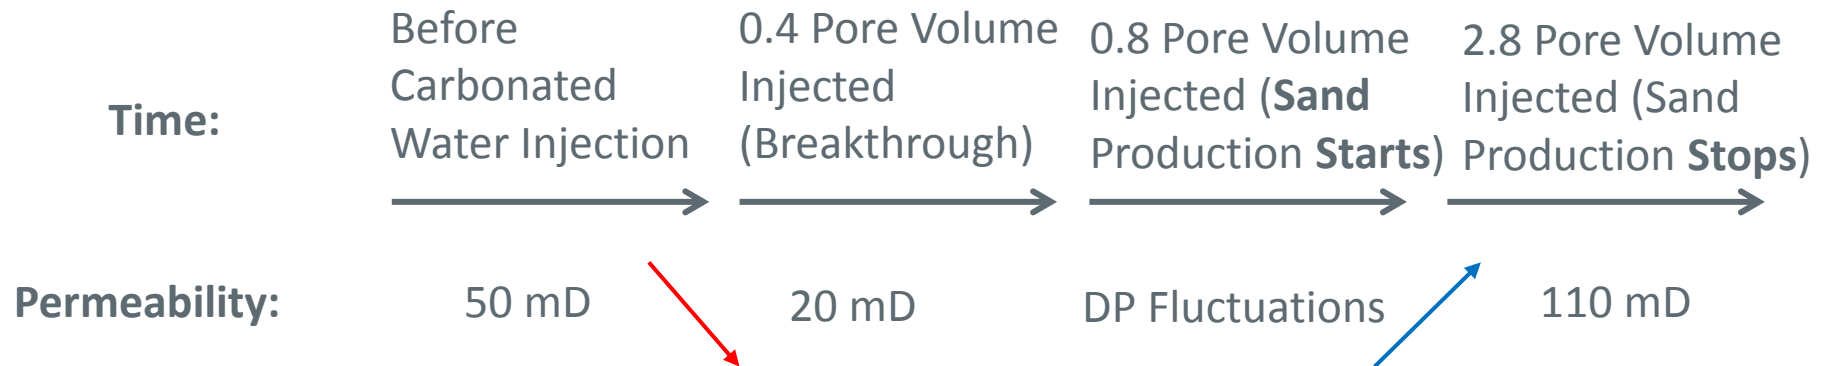 Time:
Before
Carbonated
Water Injection
0.4 Pore Volume
Injected
(Breakthrough)
0.8 Pore Volume
Injected (Sand
Production Starts)
2.8 Pore Volume
Injected (Sand
Production Stops)
Permeability:
50 mD
20 mD
DP Fluctuations
110 mD